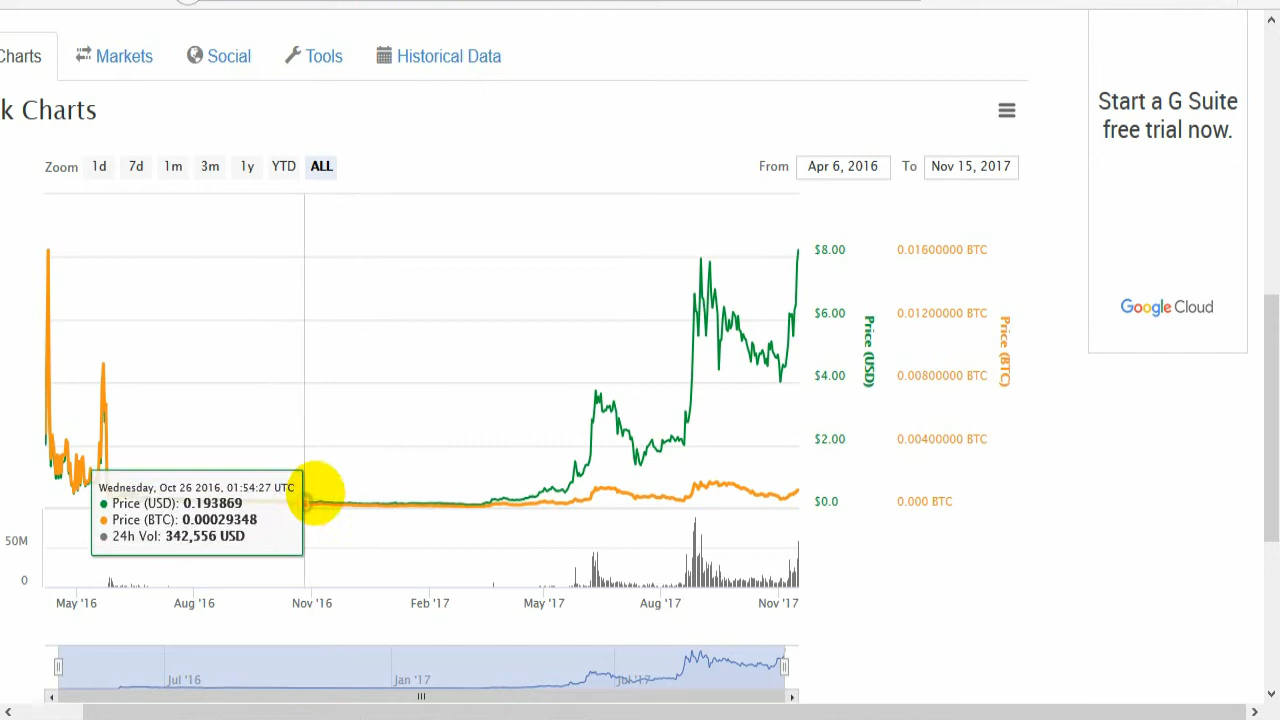 Charts Markets Social Tools Historical Data
k Charts
Zoom 1d 7d 1m 3m 1y YTD ALL From Apr 6, 2016 To Nov 15, 2017
$8.00 0.01600000 BTC
$6.00 0.01200000 BTC
$4.00 0.00800000 BTC
$2.00 0.00400000 BTC
$0.0 0.000 BTC
Price (USD)
Price (BTC)
Wednesday, Oct 26 2016, 01:54:27 UTC
Price (USD): 0.193869
Price (BTC): 0.00029348
24h Vol: 342,556 USD
50M
0
May '16 Aug '16 Nov '16 Feb '17 May '17 Aug '17 Nov '17
Jul '16 Jan '17 Jul '17
Start a G Suite
free trial now.
Google Cloud